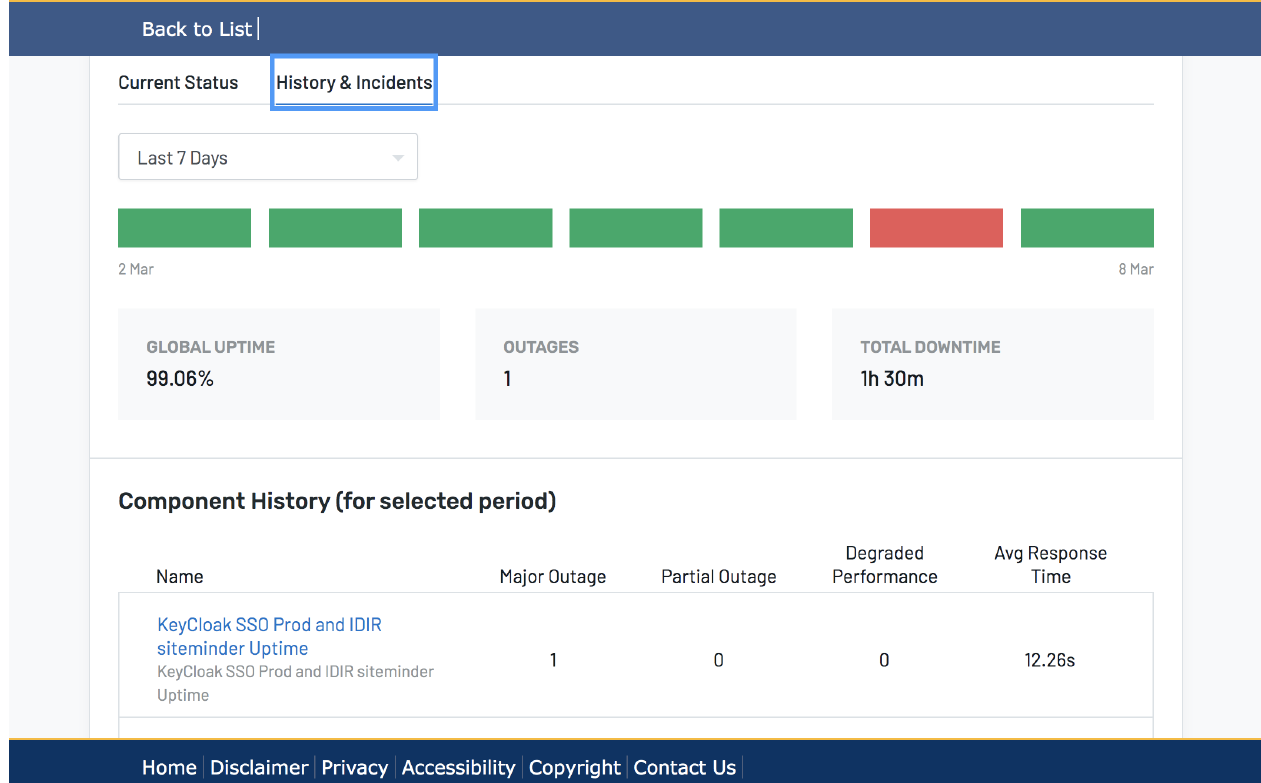 Back to List
Current Status
History & Incidents
Last 7 Days
2 Mar
8 Mar
GLOBAL UPTIME
99.06%
OUTAGES
1
TOTAL DOWNTIME
1h 30m
Component History (for selected period)
Name
Major Outage
Partial Outage
Degraded
Performance
Avg Response
Time
KeyCloak SSO Prod and IDIR
siteminder Uptime
KeyCloak SSO Prod and IDIR siteminder
Uptime
1
0
0
12.26s
Home Disclaimer Privacy Accessibility Copyright Contact Us